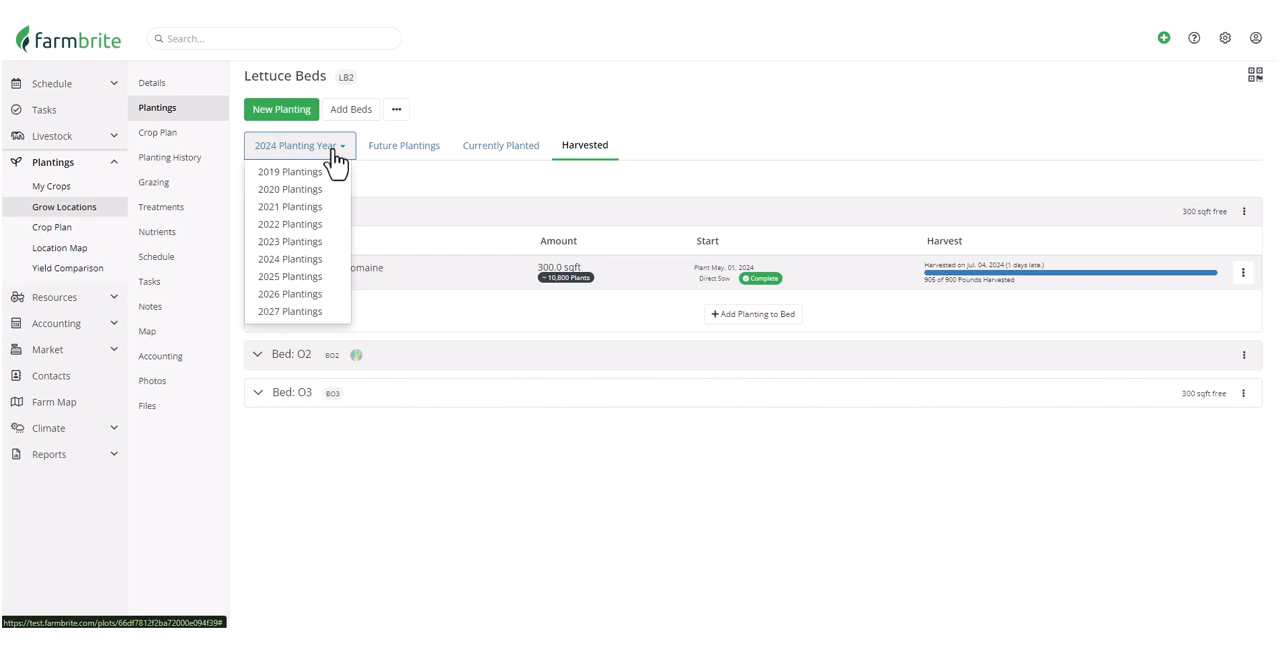 farmbrite
Search...
Schedule
Tasks
Livestock
Plantings
My Crops
Grow Locations
Crop Plan
Location Map
Yield Comparison
Resources
Accounting
Market
Contacts
Farm Map
Climate
Reports
Details
Plantings
Crop Plan
Planting History
Grazing
Treatments
Nutrients
Schedule
Tasks
Notes
Map
Accounting
Photos
Files
Lettuce Beds LB2
New Planting Add Beds •••
2024 Planting Year Future Plantings Currently Planted Harvested
2019 Plantings
2020 Plantings
2021 Plantings
2022 Plantings
2023 Plantings
2024 Plantings
2025 Plantings
2026 Plantings
2027 Plantings
300 sqft free
Amount Start Harvest
omaine 300.0 sqft Plant May. 01, 2024 Harvested on Jul. 04, 2024 (1 days late.)
~ 10,800 Plants Direct Sow Complete 905 of 900 Pounds Harvested
+ Add Planting to Bed
Bed: O2 BO2
Bed: O3 BO3 300 sqft free
https://test.farmbrite.com/plots/66df7812f2ba72000e094f39#